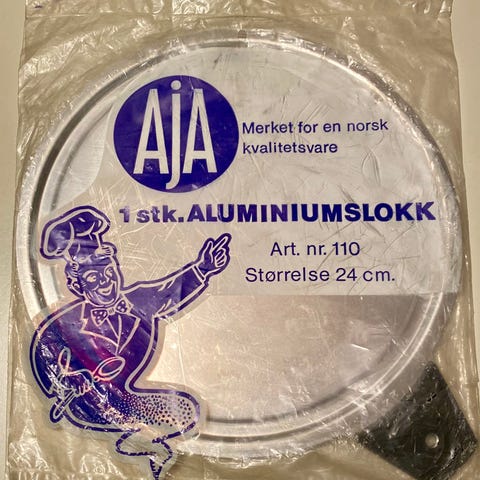 AjA
Merket for en norsk
kvalitetsvare
1 stk. ALUMINIUMSLOKK
Art. nr. 110
Størrelse 24 cm.